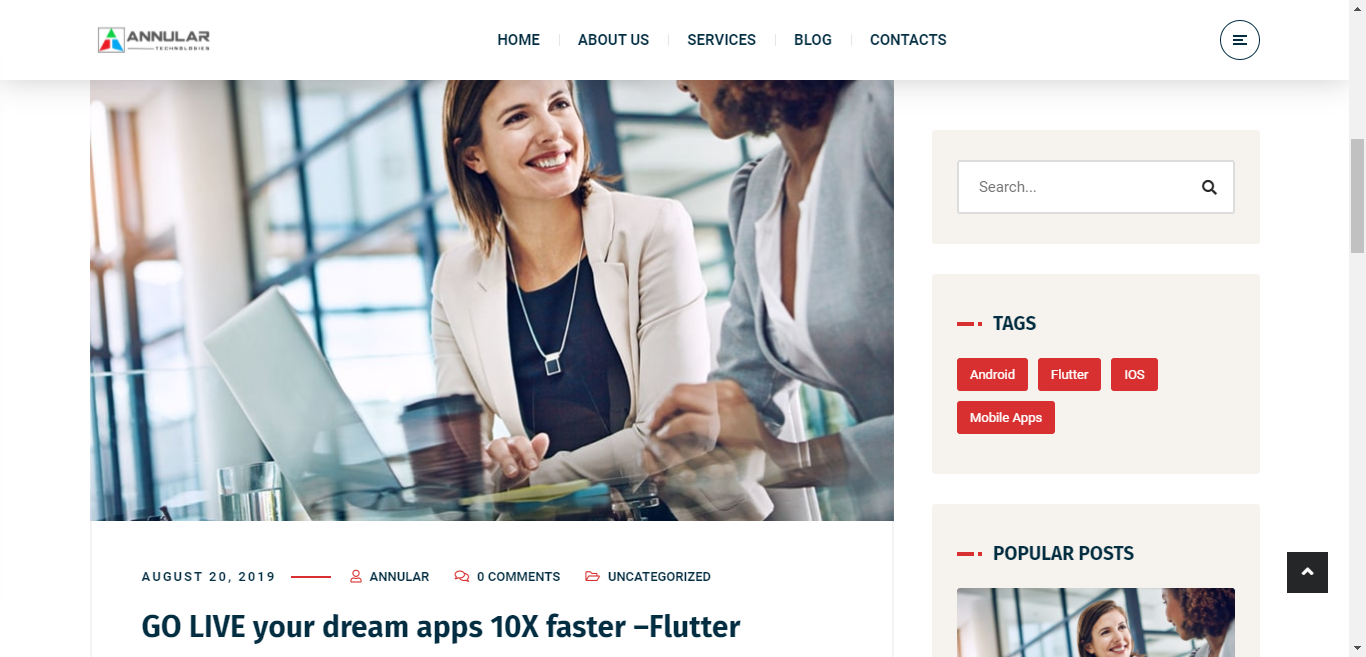 ANNULAR
TECHNOLOGIES
HOME
ABOUT US
SERVICES
BLOG
CONTACTS
Search...
TAGS
Android
Flutter
IOS
Mobile Apps
POPULAR POSTS
AUGUST 20, 2019
ANNULAR
0 COMMENTS
UNCATEGORIZED
GO LIVE your dream apps 10X faster –Flutter